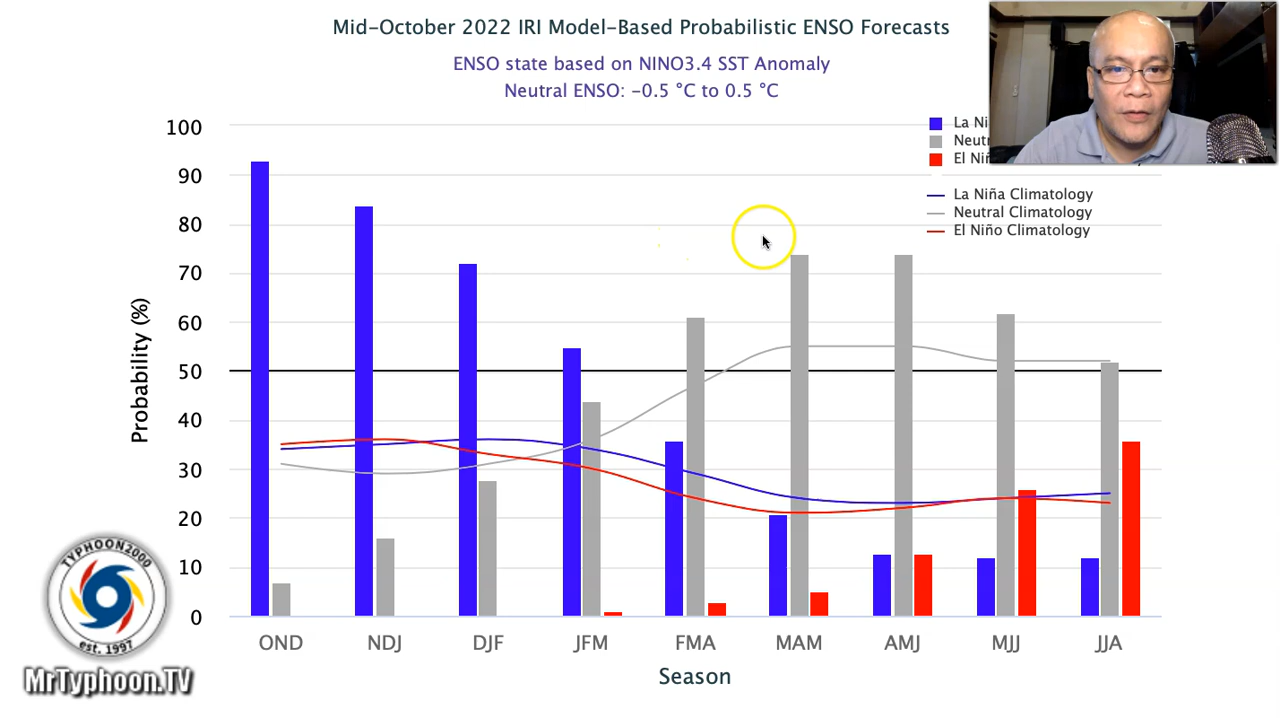 Mid-October 2022 IRI Model-Based Probabilistic ENSO Forecasts
ENSO state based on NINO3.4 SST Anomaly
Neutral ENSO: -0.5 °C to 0.5 °C
La Ni
Neutr
El Niñ
La Niña Climatology
Neutral Climatology
El Niño Climatology
Probability (%)
100
90
80
70
60
50
40
30
20
10
0
OND NDJ DJF JFM FMA MAM AMJ MJJ JJA
Season
TYPHOON2000
est. 1997
MrTyphoon.TV